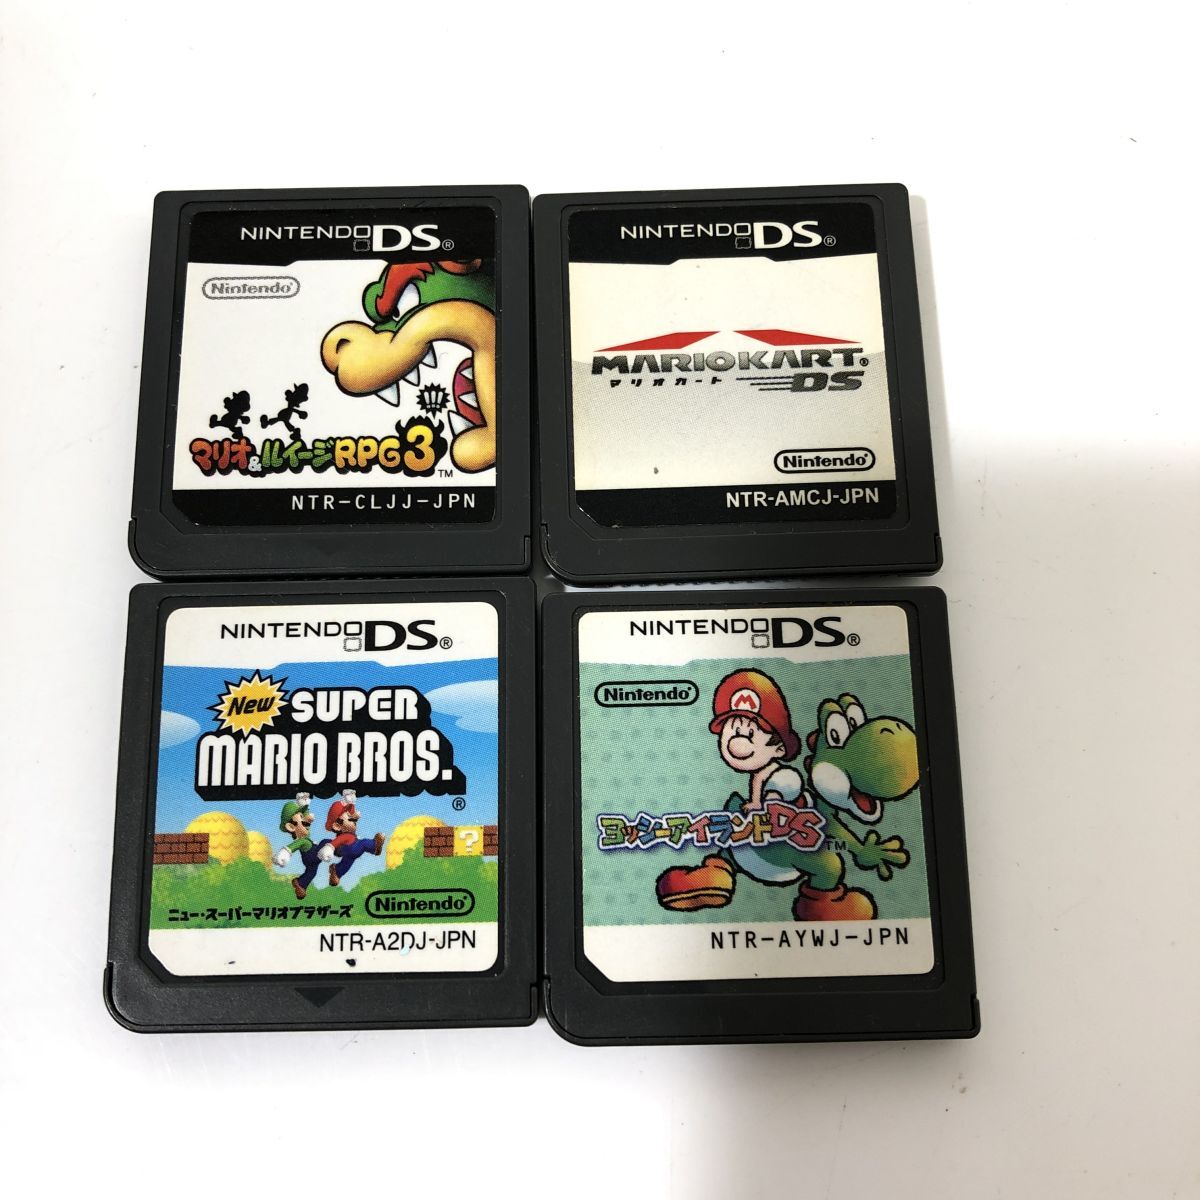 NINTENDO DS®
Nintendo
マリオ&ルイージRPG3!!!™
NTR-CLJJ-JPN
NINTENDO DS®
MARIOKART®
マリオカート DS
Nintendo®
NTR-AMCJ-JPN
NINTENDO DS®
New SUPER
MARIO BROS.®
?
ニュー・スーパーマリオブラザーズ
Nintendo®
NTR-A2DJ-JPN
NINTENDO DS®
Nintendo®
M
ヨッシーアイランドDS™
NTR-AYWJ-JPN